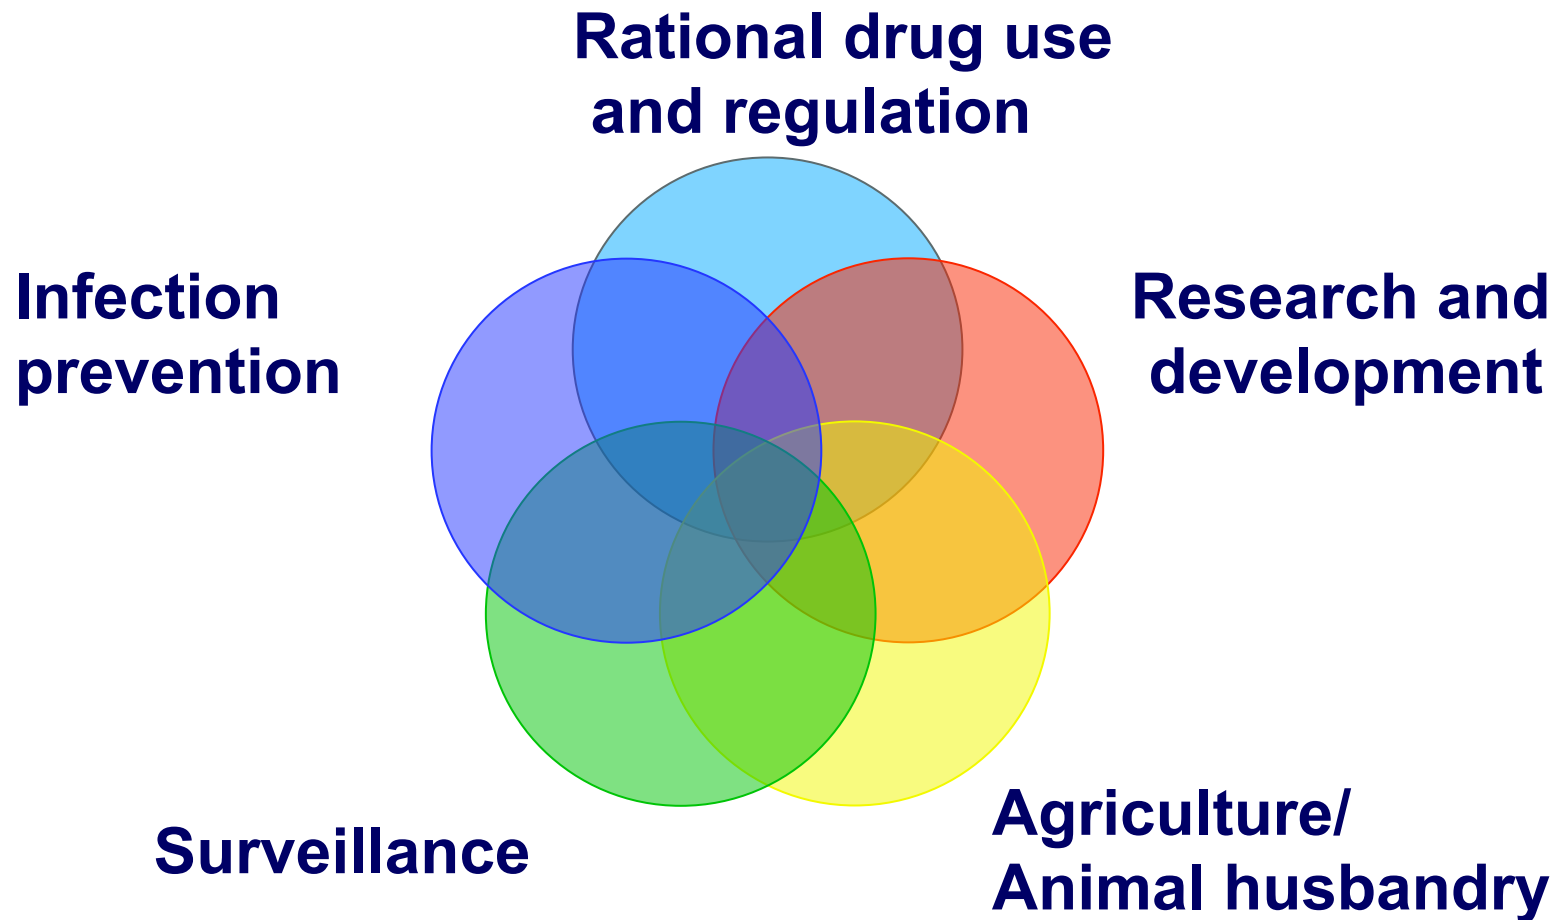 Rational drug use
and regulation
Infection
prevention
Research and
development
Surveillance
Agriculture/
Animal husbandry